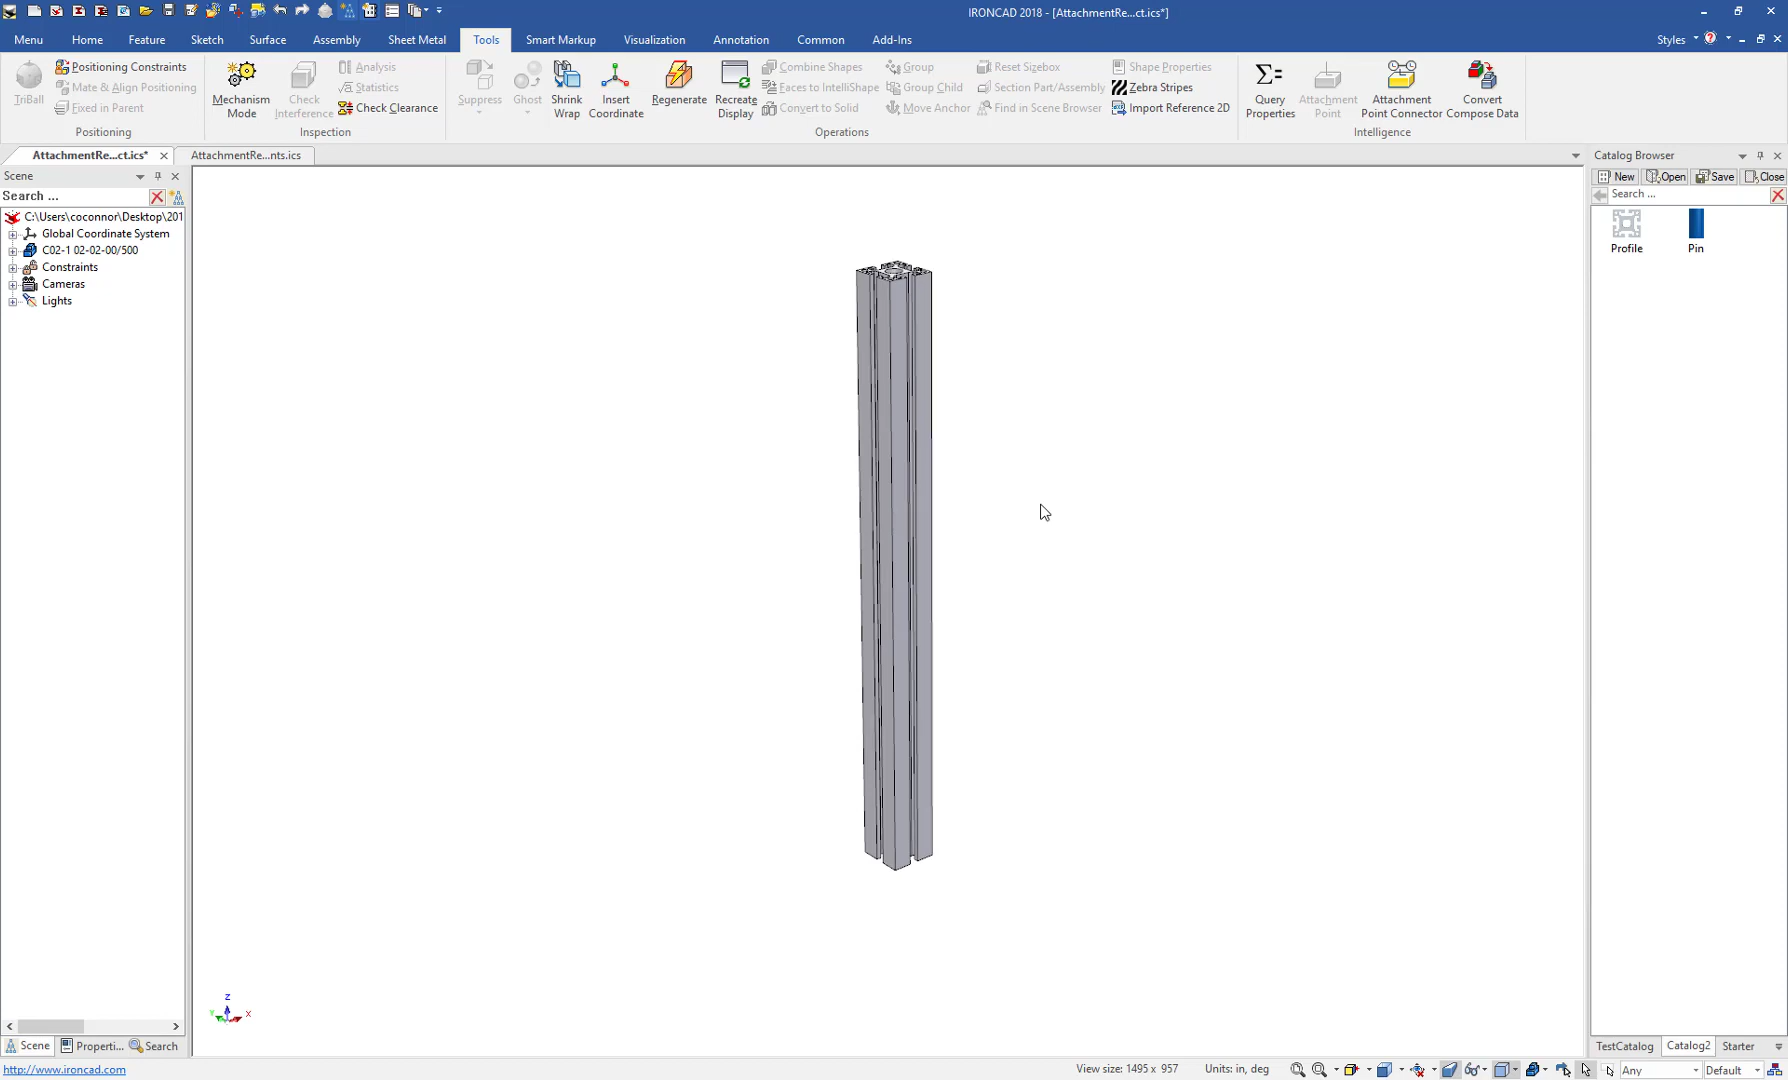 IRONCAD 2018 - [AttachmentRe...ct.ics*]
Menu Home Feature Sketch Surface Assembly Sheet Metal Tools Smart Markup Visualization Annotation Common Add-Ins Styles
TriBall
Positioning Constraints
Mate & Align Positioning
Fixed in Parent
Positioning
Mechanism
Mode
Check
Interference
Analysis
Statistics
Check Clearance
Inspection
Suppress
Ghost
Shrink
Wrap
Insert
Coordinate
Regenerate
Recreate
Display
Combine Shapes
Faces to IntelliShape
Convert to Solid
Group
Group Child
Move Anchor
Reset Sizebox
Section Part/Assembly
Find in Scene Browser
Shape Properties
Zebra Stripes
Import Reference 2D
Operations
Query
Properties
Attachment
Point
Attachment
Point Connector
Convert
Compose Data
Intelligence
AttachmentRe...ct.ics*
AttachmentRe...nts.ics
Scene
Search ...
C:\Users\coconnor\Desktop\201
Global Coordinate System
C02-1 02-02-00/500
Constraints
Cameras
Lights
Z
Y
X
Catalog Browser
New Open Save Close
Search ...
Profile Pin
Scene Properti... Search
TestCatalog Catalog2 Starter
http://www.ironcad.com
View size: 1495 x 957
Units: in, deg
Any
Default